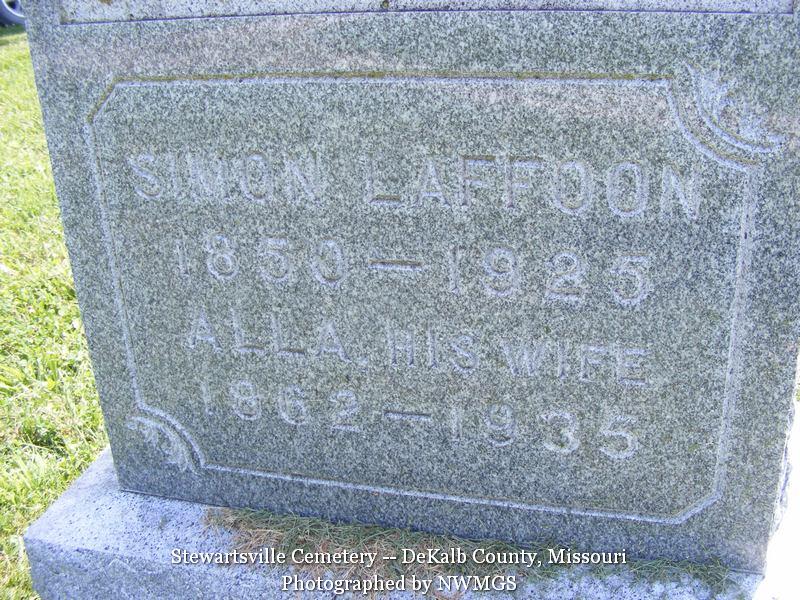 SIMON LAFFOON
1850—1925
ALLA, HIS WIFE
1862—1935
Stewartsville Cemetery -- DeKalb County, Missouri
Photographed by NWMGS